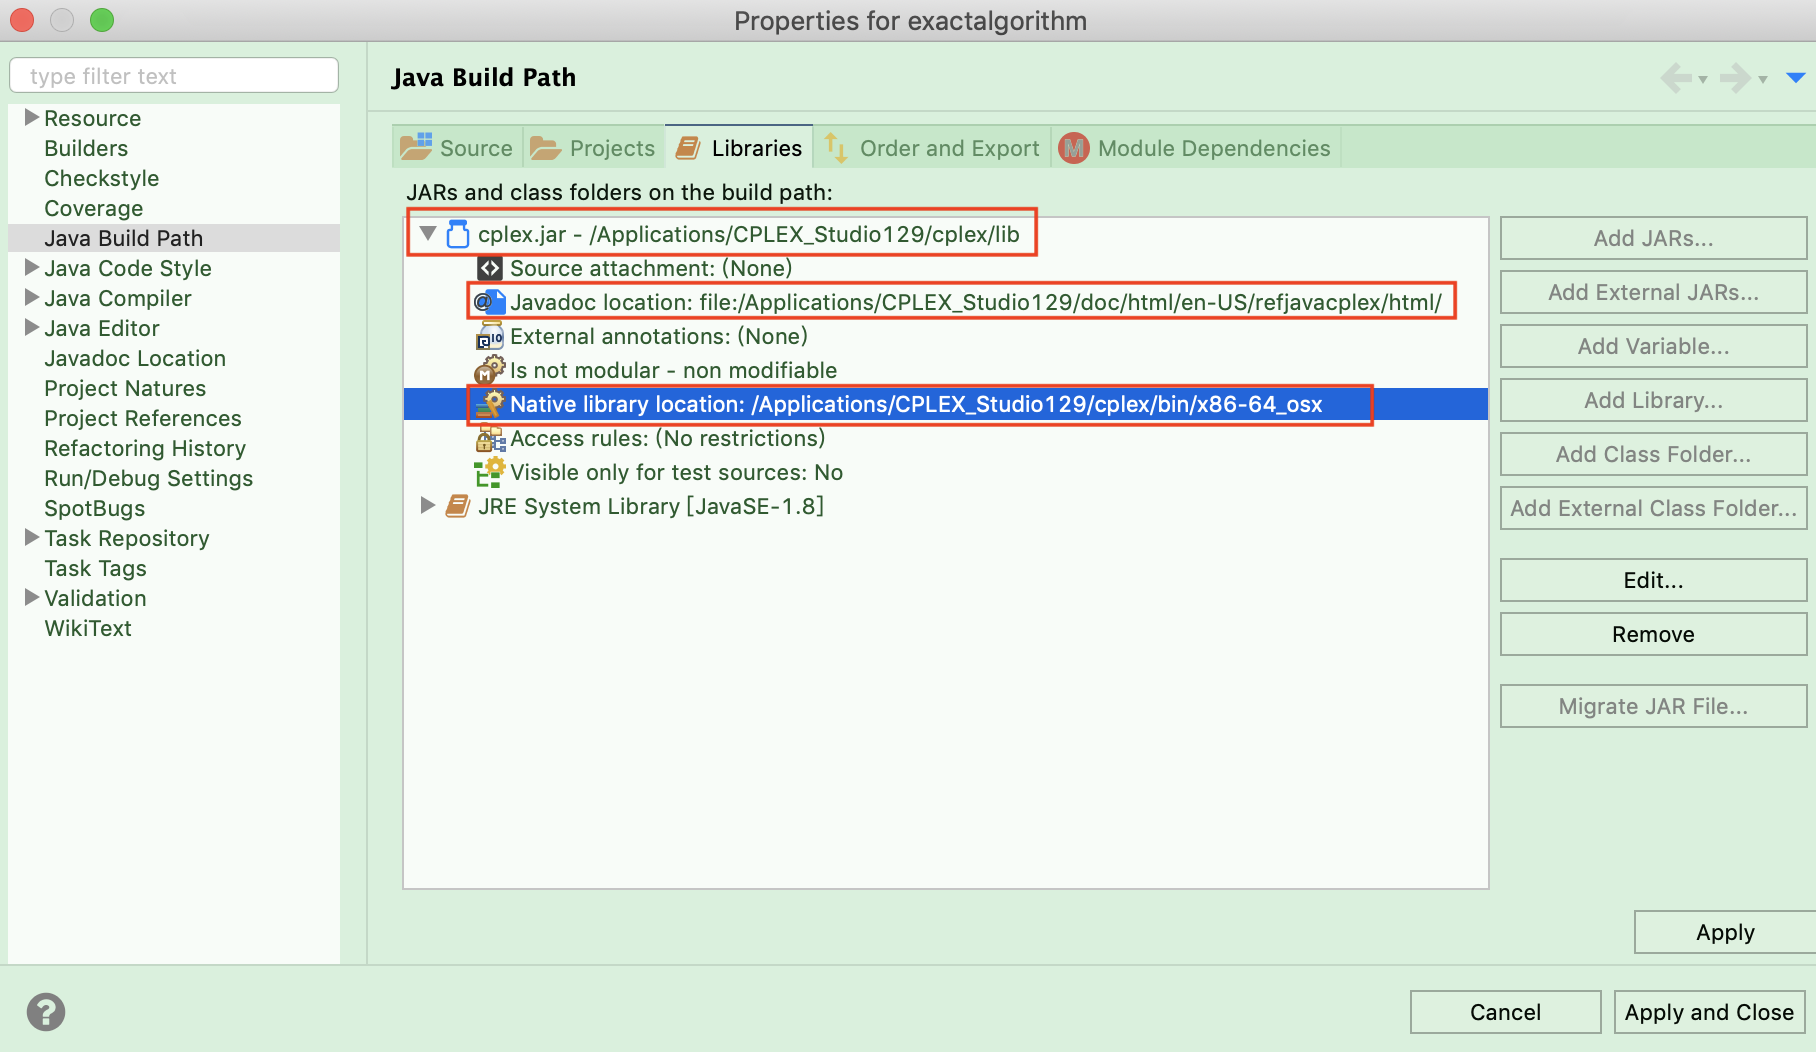 Properties for exactalgorithm
type filter text
Resource
Builders
Checkstyle
Coverage
Java Build Path
Java Code Style
Java Compiler
Java Editor
Javadoc Location
Project Natures
Project References
Refactoring History
Run/Debug Settings
SpotBugs
Task Repository
Task Tags
Validation
WikiText
Java Build Path
Source
Projects
Libraries
Order and Export
M Module Dependencies
JARs and class folders on the build path:
cplex.jar - /Applications/CPLEX_Studio129/cplex/lib
Source attachment: (None)
@ Javadoc location: file:/Applications/CPLEX_Studio129/doc/html/en-US/refjavacplex/html/
External annotations: (None)
M Is not modular - non modifiable
Native library location: /Applications/CPLEX_Studio129/cplex/bin/x86-64_osx
Access rules: (No restrictions)
Visible only for test sources: No
JRE System Library [JavaSE-1.8]
Add JARs...
Add External JARs...
Add Variable...
Add Library...
Add Class Folder...
Add External Class Folder...
Edit...
Remove
Migrate JAR File...
Apply
?
Cancel
Apply and Close